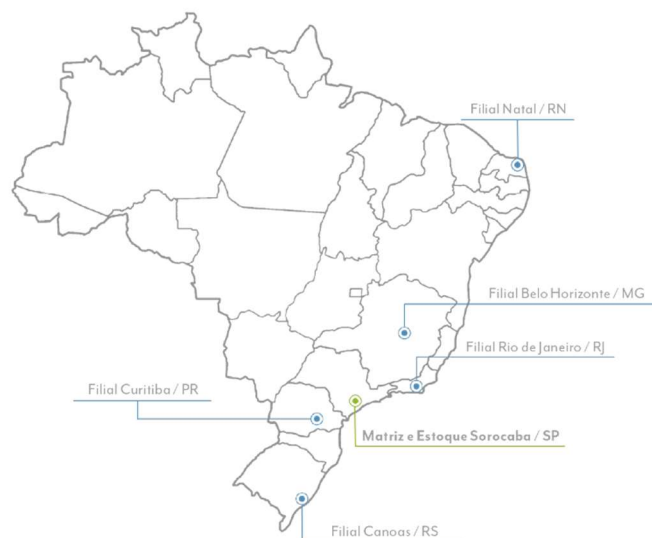 Filial Natal / RN
Filial Belo Horizonte / MG
Filial Rio de Janeiro / RJ
Filial Curitiba / PR
Matriz e Estoque Sorocaba / SP
Filial Canoas / RS